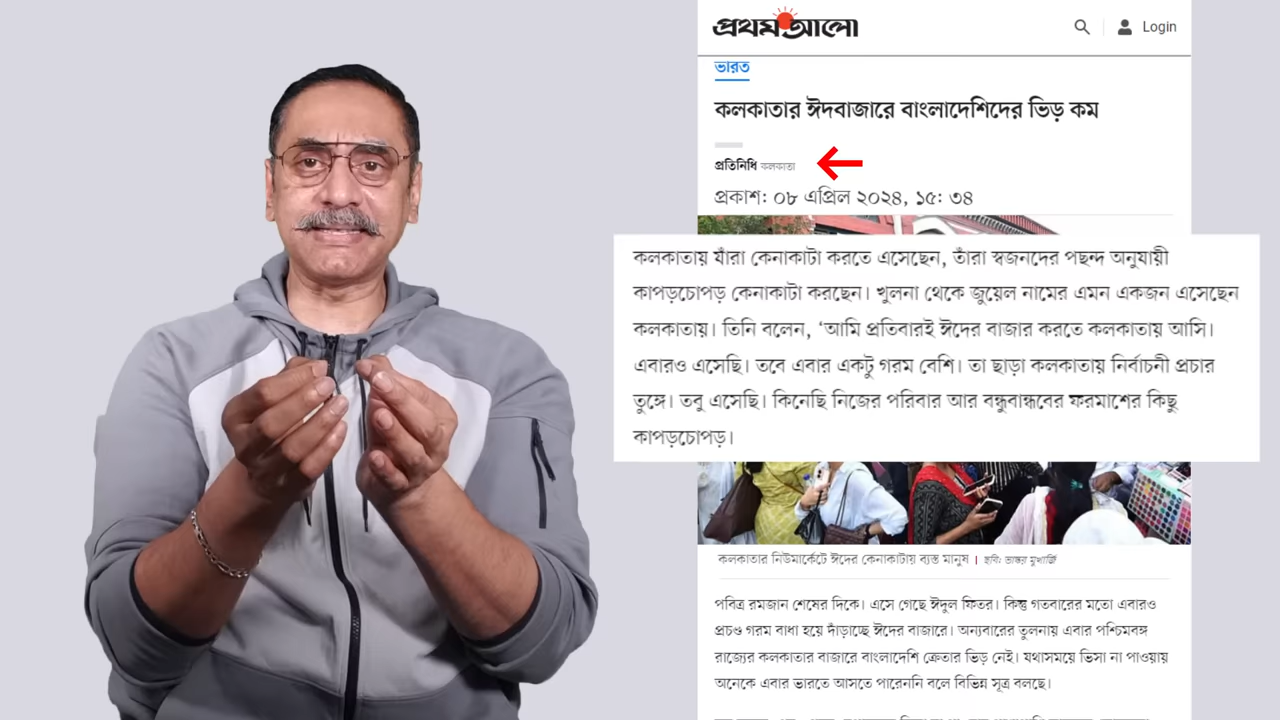 প্রথম আলো
Login
ভারত
কলকাতার ঈদবাজারে বাংলাদেশিদের ভিড় কম
প্রতিনিধি কলকাতা
প্রকাশ: ০৮ এপ্রিল ২০২৪, ১৫: ৩৪
কলকাতায় যাঁরা কেনাকাটা করতে এসেছেন, তাঁরা স্বজনদের পছন্দ অনুযায়ী
কাপড়চোপড় কেনাকাটা করছেন। খুলনা থেকে জুয়েল নামের এমন একজন এসেছেন
কলকাতায়। তিনি বলেন, ‘আমি প্রতিবারই ঈদের বাজার করতে কলকাতায় আসি।
এবারও এসেছি। তবে এবার একটু গরম বেশি। তা ছাড়া কলকাতায় নির্বাচনী প্রচার
তুঙ্গে। তবু এসেছি। কিনেছি নিজের পরিবার আর বন্ধুবান্ধবের ফরমাশের কিছু
কাপড়চোপড়।
কলকাতার নিউমার্কেটে ঈদের কেনাকাটায় ব্যস্ত মানুষ | ছবি: ভাস্কর মুখার্জি
পবিত্র রমজান শেষের দিকে। এসে গেছে ঈদুল ফিতর। কিন্তু গতবারের মতো এবারও
প্রচণ্ড গরম বাধা হয়ে দাঁড়াচ্ছে ঈদের বাজারে। অন্যবারের তুলনায় এবার পশ্চিমবঙ্গ
রাজ্যের কলকাতার বাজারে বাংলাদেশি ক্রেতার ভিড় নেই। যথাসময়ে ভিসা না পাওয়ায়
অনেকে এবার ভারতে আসতে পারেননি বলে বিভিন্ন সূত্র বলছে।